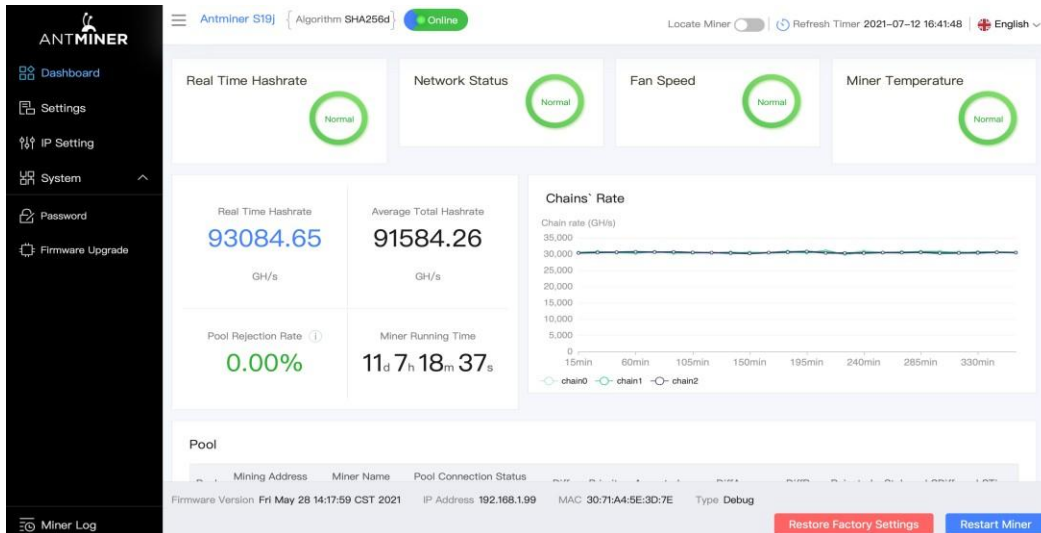 ANTMINER
Dashboard
Settings
IP Setting
System
Password
Firmware Upgrade
Miner Log
Antminer S19j {Algorithm SHA256d} Online
Locate Miner Refresh Timer 2021-07-12 16:41:48 English
Real Time Hashrate
Normal
Network Status
Normal
Fan Speed
Normal
Miner Temperature
Normal
Real Time Hashrate
93084.65
GH/s
Average Total Hashrate
91584.26
GH/s
Pool Rejection Rate
0.00%
Miner Running Time
11d 7h 18m 37s
Chains` Rate
Chain rate (GH/s)
35,000
30,000
25,000
20,000
15,000
10,000
5,000
0
15min 60min 105min 150min 195min 240min 285min 330min
chain0 chain1 chain2
Pool
Mining Address Miner Name Pool Connection Status
Firmware Version Fri May 28 14:17:59 CST 2021 IP Address 192.168.1.99 MAC 30:71:A4:5E:3D:7E Type Debug
Restore Factory Settings Restart Miner